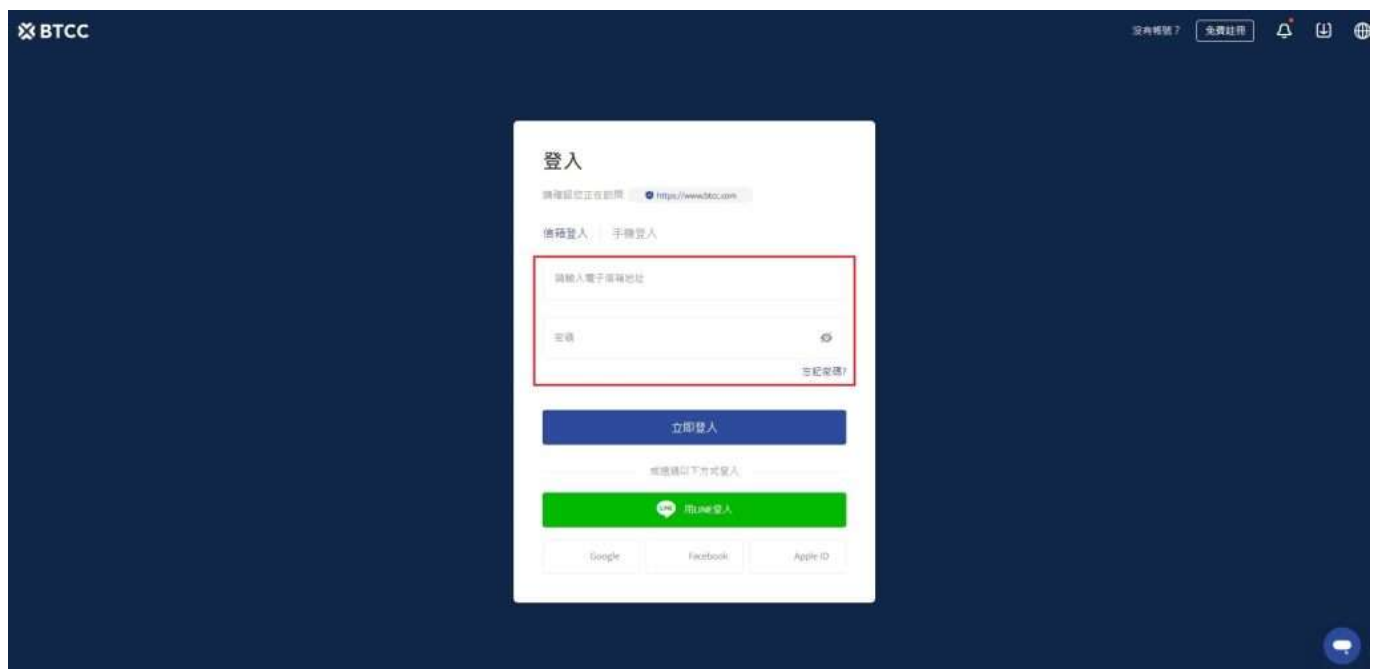 BTCC
沒有帳號？ 免費註冊
登入
請確認您正在訪問 https://www.btcc.com
信箱登入 手機登入
請輸入電子信箱地址
密碼
忘記密碼?
立即登入
或透過以下方式登入
LINE 用LINE登入
Google Facebook Apple ID